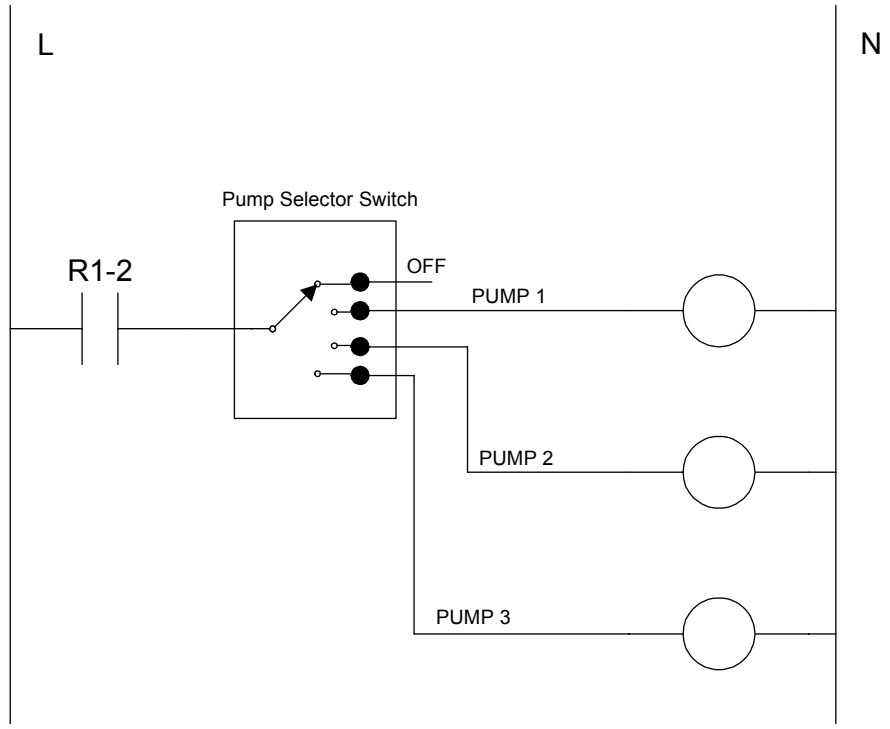 L
N
Pump Selector Switch
R1-2
OFF
PUMP 1
PUMP 2
PUMP 3